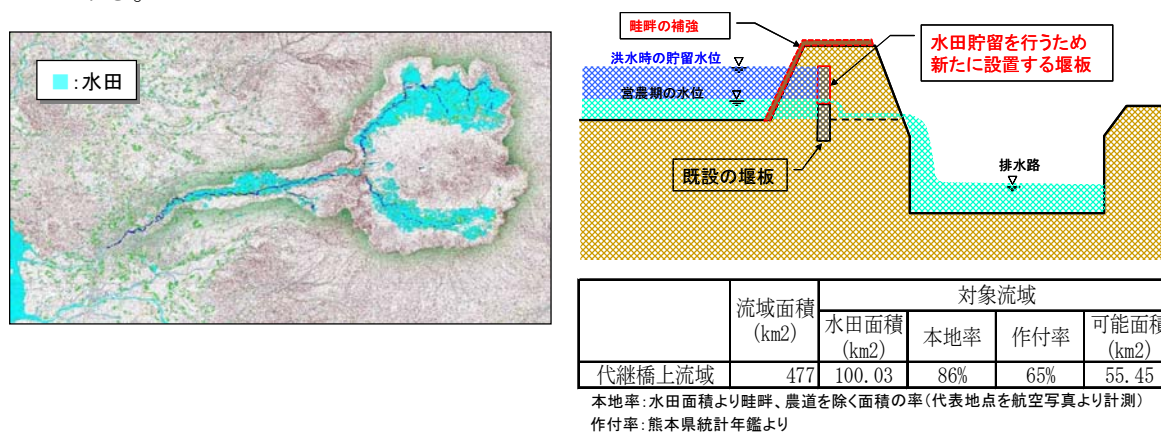 ■:水田
畦畔の補強
洪水時の貯留水位
営農期の水位
水田貯留を行うため
新たに設置する堰板
既設の堰板
排水路
流域面積
(km2)
対象流域
水田面積
(km2)
本地率
作付率
可能面積
(km2)
代継橋上流域 477 100.03 86% 65% 55.45
本地率:水田面積より畦畔、農道を除く面積の率(代表地点を航空写真より計測)
作付率:熊本県統計年鑑より